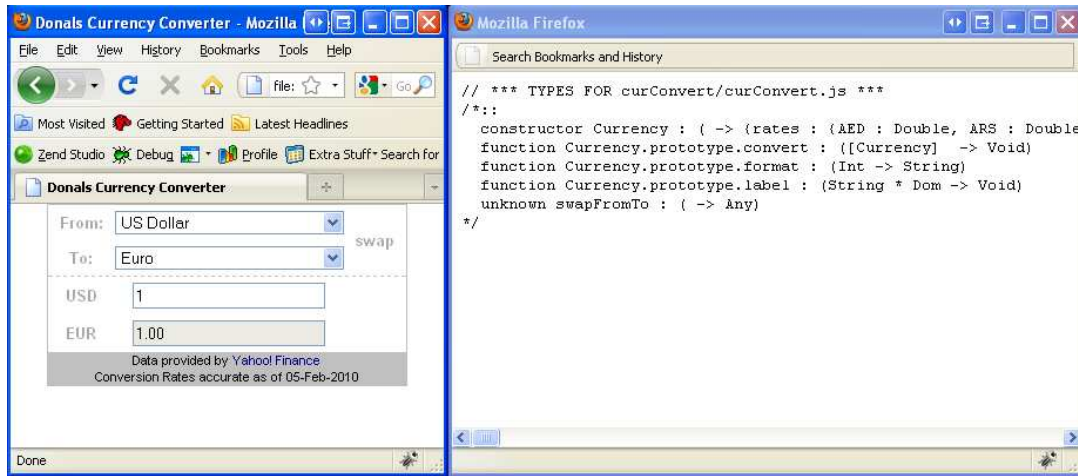 Donals Currency Converter - Mozilla
File Edit View History Bookmarks Tools Help
file: Go
Most Visited Getting Started Latest Headlines
Zend Studio Debug Profile Extra Stuff Search for
Donals Currency Converter
From: US Dollar
swap
To: Euro
USD 1
EUR 1.00
Data provided by Yahoo! Finance
Conversion Rates accurate as of 05-Feb-2010
Done
Mozilla Firefox
Search Bookmarks and History
// *** TYPES FOR curConvert/curConvert.js ***
/*::
constructor Currency : ( -> (rates : (AED : Double, ARS : Double
function Currency.prototype.convert : ([Currency] -> Void)
function Currency.prototype.format : (Int -> String)
function Currency.prototype.label : (String * Dom -> Void)
unknown swapFromTo : ( -> Any)
*/